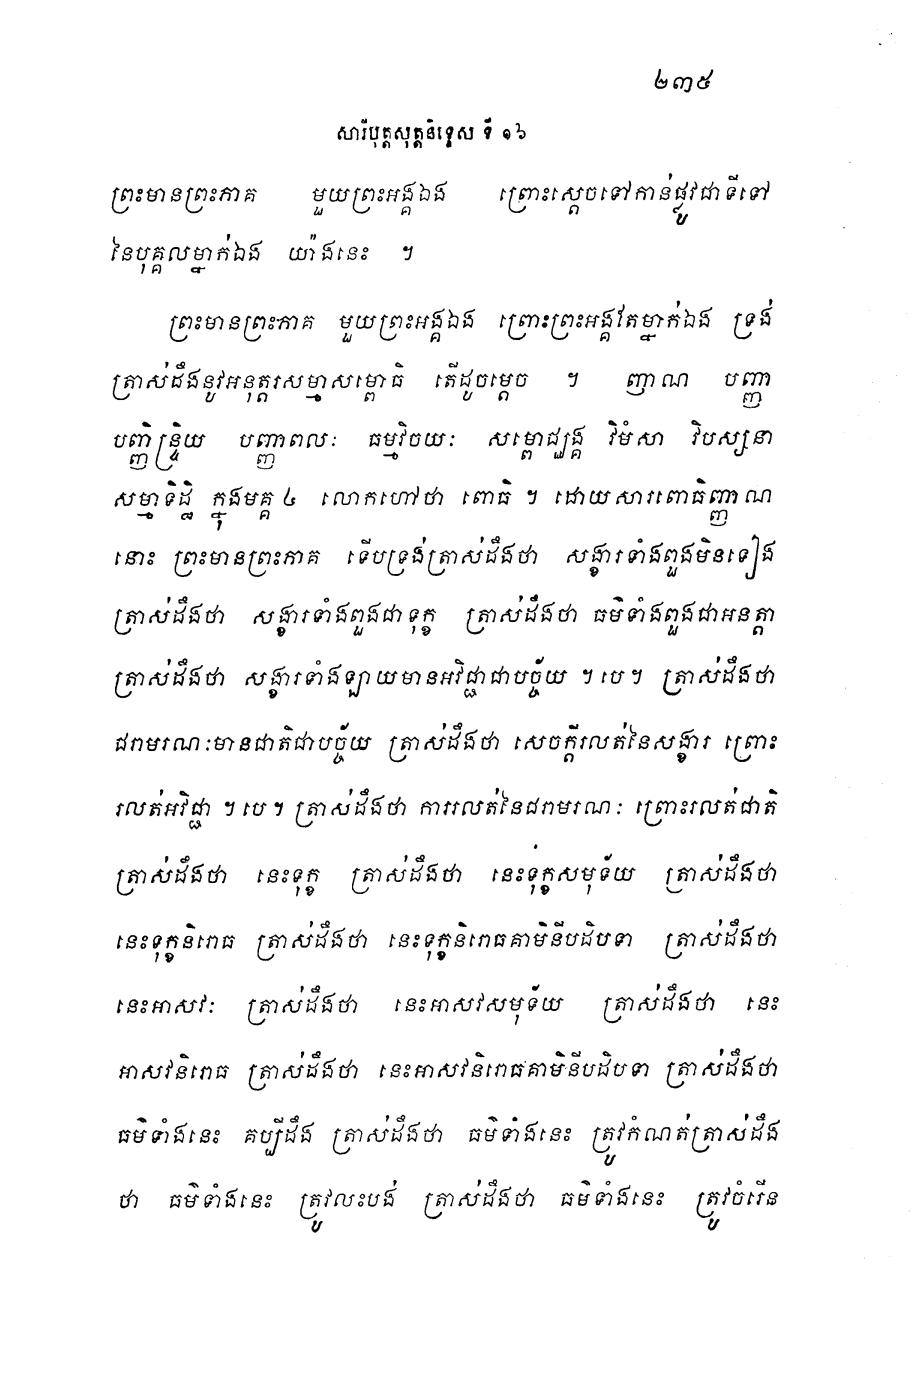 ២៣៥
សារីបុត្តសុត្តនិទ្ទេស ទី ១៦
ព្រះមានព្រះភាគ មួយព្រះអង្គឯង ព្រោះស្តេចទៅកាន់ផ្លូវជាទីទៅ
នៃបុគ្គលម្នាក់ឯង យ៉ាងនេះ ។
ព្រះមានព្រះភាគ មួយព្រះអង្គឯង ព្រោះព្រះអង្គតែម្នាក់ឯង ទ្រង់
ត្រាស់ដឹងនូវអនុត្តរសម្មាសម្ពោធិ តើដូចម្តេច ។ ញាណ បញ្ញា
បញ្ញិន្ទ្រិយ បញ្ញាពលៈ ធម្មវិចយៈ សម្ពោជ្ឈង្គ វិមំសា វិបស្សនា
សម្មាទិដ្ឋិ ក្នុងមគ្គ ៤ លោកហៅថា ពោធិ ។ ដោយសារពោធិញ្ញាណ
នោះ ព្រះមានព្រះភាគ ទើបទ្រង់ត្រាស់ដឹងថា សង្ខារទាំងពួងមិនទៀង
ត្រាស់ដឹងថា សង្ខារទាំងពួងជាទុក្ខ ត្រាស់ដឹងថា ធម៌ទាំងពួងជាអនត្តា
ត្រាស់ដឹងថា សង្ខារទាំងឡាយមានអវិជ្ជាជាបច្ច័យ ។ បេ ។ ត្រាស់ដឹងថា
ជរាមរណៈមានជាតិជាបច្ច័យ ត្រាស់ដឹងថា សេចក្តីរលត់នៃសង្ខារ ព្រោះ
រលត់អវិជ្ជា ។ បេ ។ ត្រាស់ដឹងថា ការរលត់នៃជរាមរណៈ ព្រោះរលត់ជាតិ
ត្រាស់ដឹងថា នេះទុក្ខ ត្រាស់ដឹងថា នេះទុក្ខសមុទ័យ ត្រាស់ដឹងថា
នេះទុក្ខនិរោធ ត្រាស់ដឹងថា នេះទុក្ខនិរោធគាមិនីបដិបទា ត្រាស់ដឹងថា
នេះអាសវៈ ត្រាស់ដឹងថា នេះអាសវសមុទ័យ ត្រាស់ដឹងថា នេះ
អាសវនិរោធ ត្រាស់ដឹងថា នេះអាសវនិរោធគាមិនីបដិបទា ត្រាស់ដឹងថា
ធម៌ទាំងនេះ គប្បីដឹង ត្រាស់ដឹងថា ធម៌ទាំងនេះ ត្រូវកំណត់ត្រាស់ដឹង
ថា ធម៌ទាំងនេះ ត្រូវលះបង់ ត្រាស់ដឹងថា ធម៌ទាំងនេះ ត្រូវចំរើន